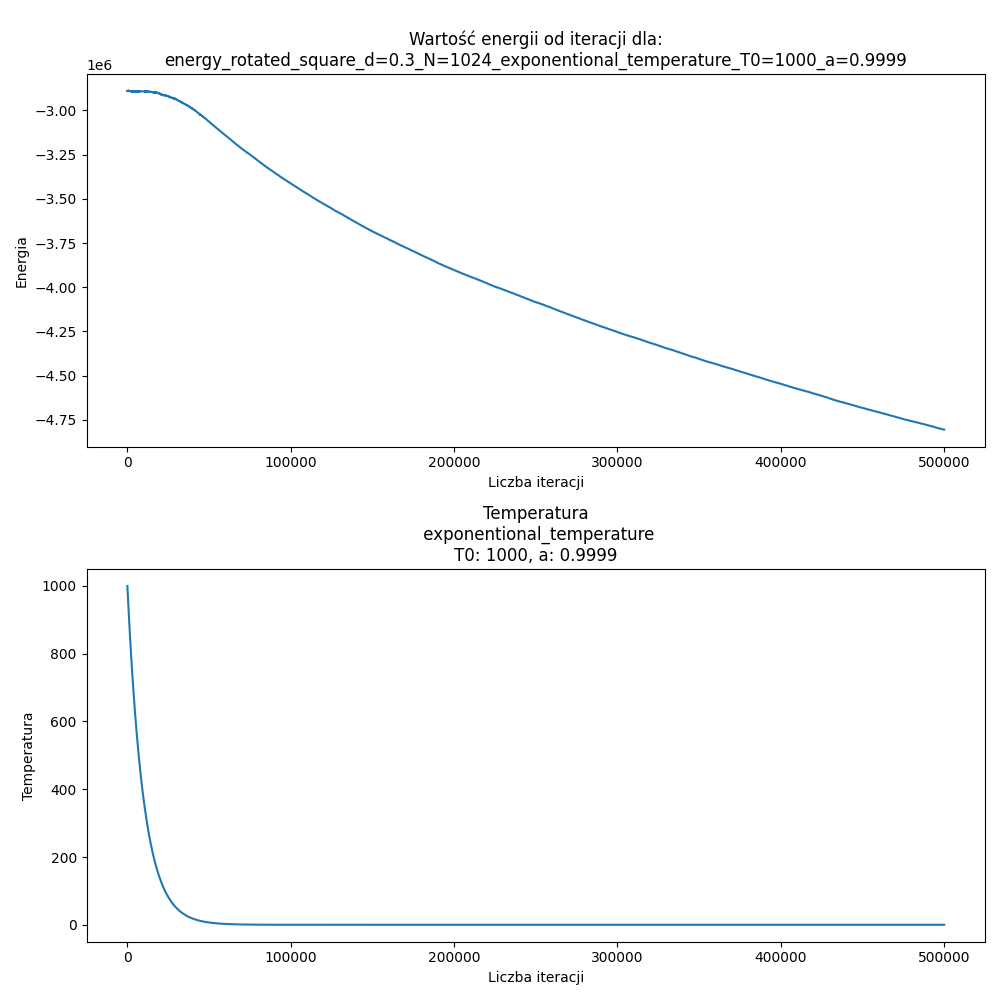 Wartość energii od iteracji dla:
energy_rotated_square_d=0.3_N=1024_exponentional_temperature_T0=1000_a=0.9999
1e6
−3.00
−3.25
−3.50
−3.75
−4.00
−4.25
−4.50
−4.75
Energia
0 100000 200000 300000 400000 500000
Liczba iteracji
Temperatura
exponentional_temperature
T0: 1000, a: 0.9999
1000
800
600
400
200
0
Temperatura
0 100000 200000 300000 400000 500000
Liczba iteracji